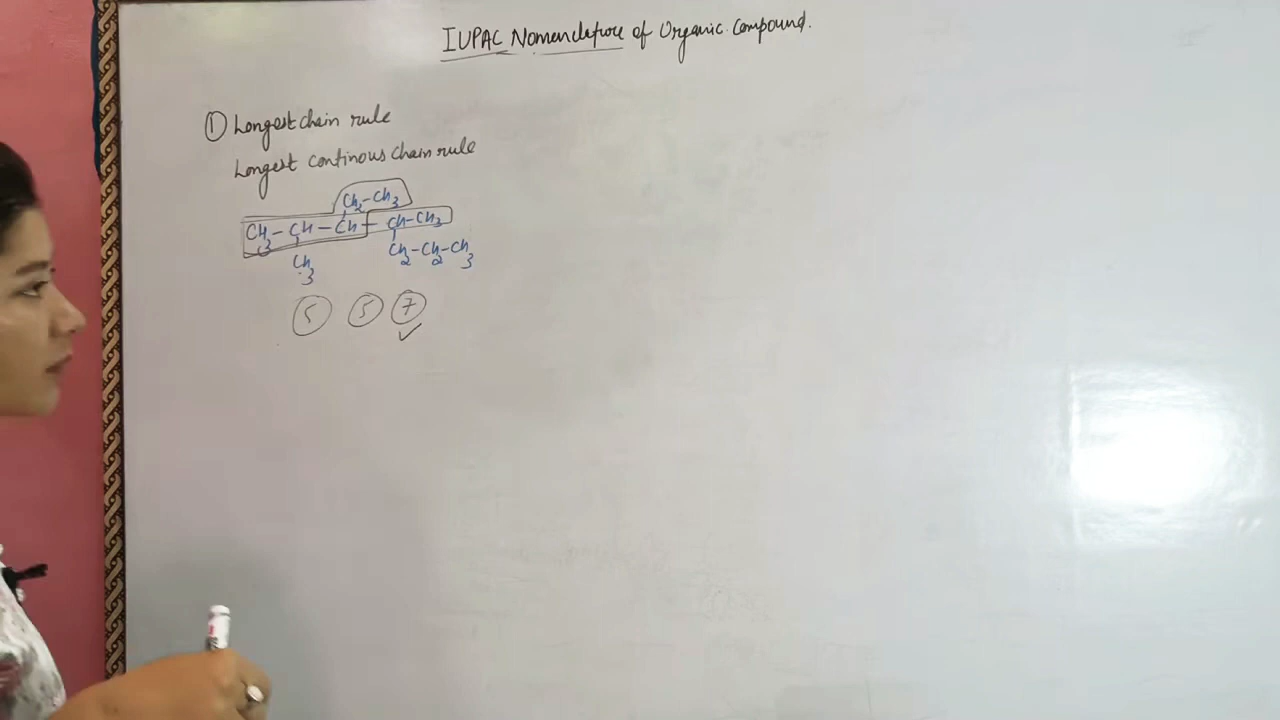 IUPAC Nomenclature of Organic Compound.
① Longest chain rule
Longest continous chain rule
CH2-CH3
CH3-CH-CH-CH-CH3
CH3 CH2-CH2-CH3
5 5 7 ✓